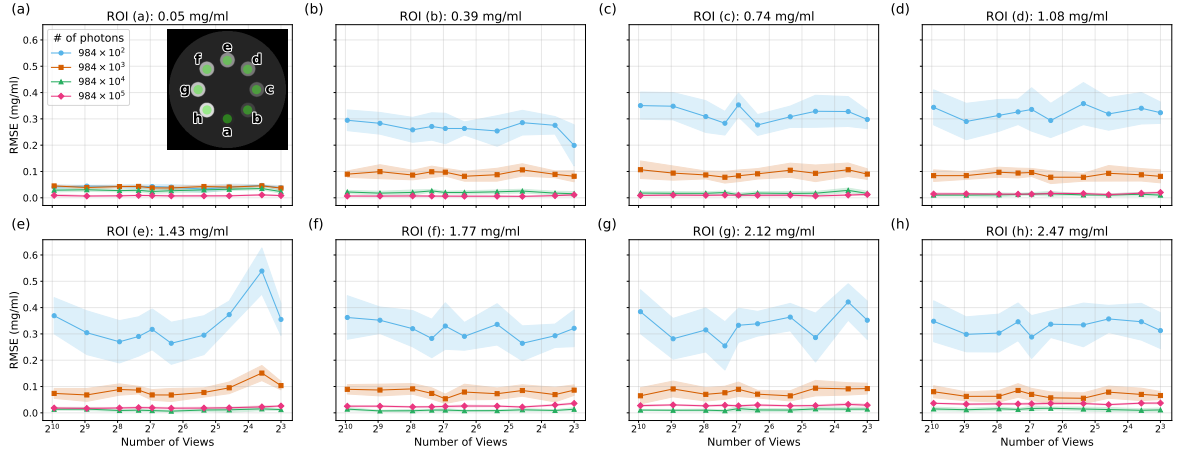 (a) ROI (a): 0.05 mg/ml
(b) ROI (b): 0.39 mg/ml
(c) ROI (c): 0.74 mg/ml
(d) ROI (d): 1.08 mg/ml
RMSE (mg/ml)
0.6
0.5
0.4
0.3
0.2
0.1
0.0
# of photons
984 × 10²
984 × 10³
984 × 10⁴
984 × 10⁵
e
f d
g c
h b
a
(e) ROI (e): 1.43 mg/ml
(f) ROI (f): 1.77 mg/ml
(g) ROI (g): 2.12 mg/ml
(h) ROI (h): 2.47 mg/ml
RMSE (mg/ml)
0.6
0.5
0.4
0.3
0.2
0.1
0.0
2¹⁰ 2⁹ 2⁸ 2⁷ 2⁶ 2⁵ 2⁴ 2³
Number of Views
2¹⁰ 2⁹ 2⁸ 2⁷ 2⁶ 2⁵ 2⁴ 2³
Number of Views
2¹⁰ 2⁹ 2⁸ 2⁷ 2⁶ 2⁵ 2⁴ 2³
Number of Views
2¹⁰ 2⁹ 2⁸ 2⁷ 2⁶ 2⁵ 2⁴ 2³
Number of Views